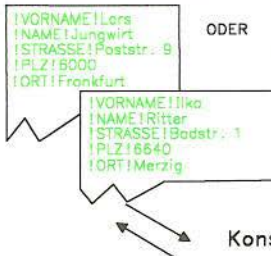 !VORNAME!Lars
!NAME!Jungwirt
!STRASSE!Poststr. 9
!PLZ!6000
!ORT!Frankfurt
ODER
!VORNAME!Ilka
!NAME!Ritter
!STRASSE!Badstr. 1
!PLZ!6640
!ORT!Merzig
Kons